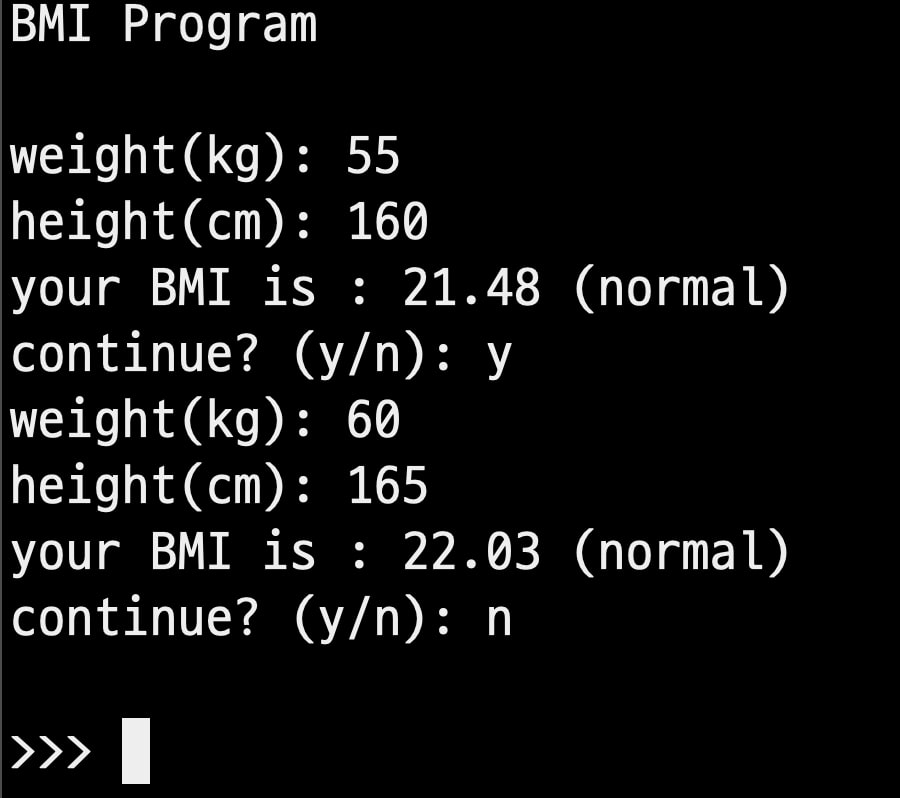 BMI Program
weight(kg): 55
height(cm): 160
your BMI is : 21.48 (normal)
continue? (y/n): y
weight(kg): 60
height(cm): 165
your BMI is : 22.03 (normal)
continue? (y/n): n
>>>